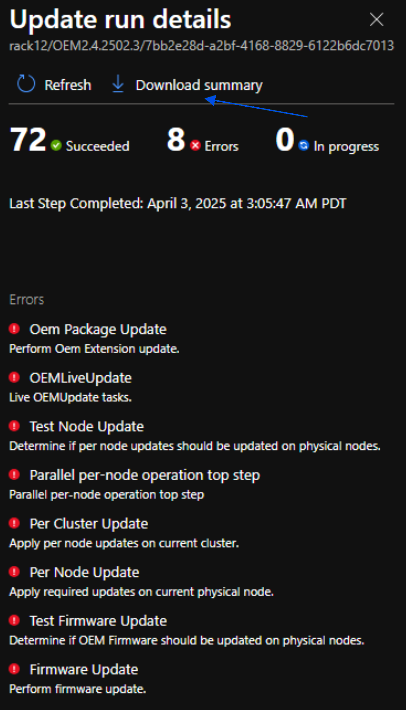 Update run details
rack12/OEM2.4.2502.3/7bb2e28d-a2bf-4168-8829-6122b6dc7013
Refresh Download summary
72 Succeeded 8 Errors 0 In progress
Last Step Completed: April 3, 2025 at 3:05:47 AM PDT
Errors
Oem Package Update
Perform Oem Extension update.
OEMLiveUpdate
Live OEMUpdate tasks.
Test Node Update
Determine if per node updates should be updated on physical nodes.
Parallel per-node operation top step
Parallel per-node operation top step
Per Cluster Update
Apply per node updates on current cluster.
Per Node Update
Apply required updates on current physical node.
Test Firmware Update
Determine if OEM Firmware should be updated on physical nodes.
Firmware Update
Perform firmware update.